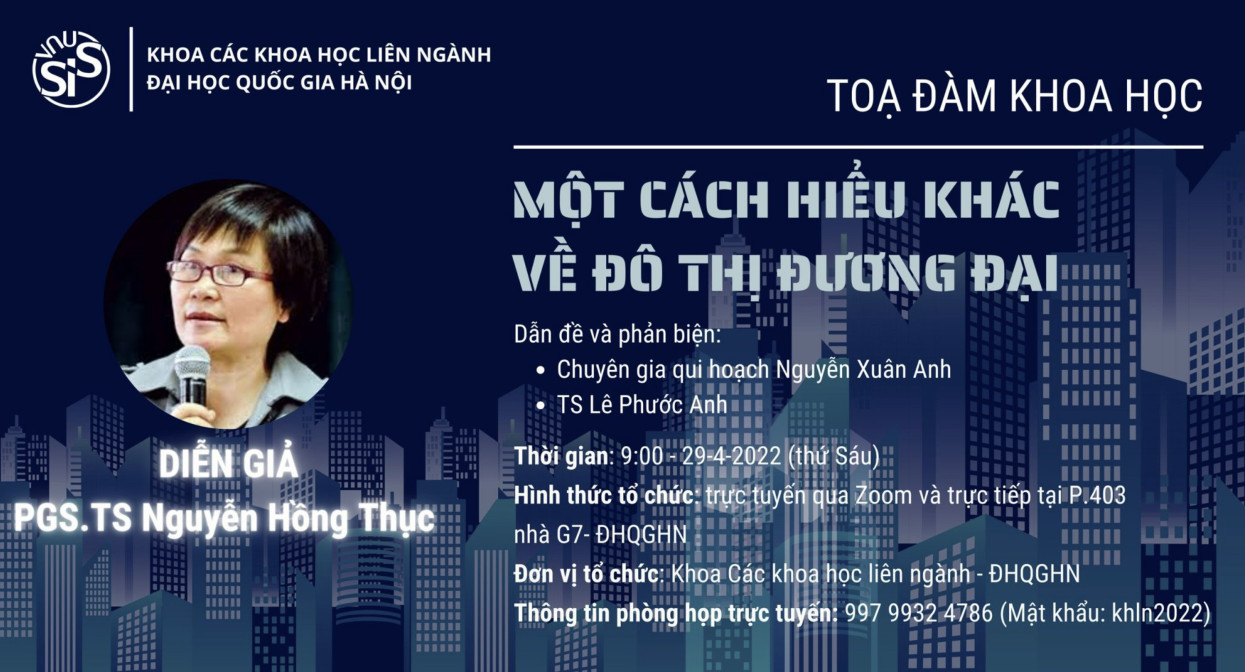 VNU
SIS
KHOA CÁC KHOA HỌC LIÊN NGÀNH
ĐẠI HỌC QUỐC GIA HÀ NỘI
TOẠ ĐÀM KHOA HỌC
MỘT CÁCH HIỂU KHÁC
VỀ ĐÔ THỊ ĐƯƠNG ĐẠI
Dẫn đề và phản biện:
• Chuyên gia qui hoạch Nguyễn Xuân Anh
• TS Lê Phước Anh
Thời gian: 9:00 - 29-4-2022 (thứ Sáu)
Hình thức tổ chức: trực tuyến qua Zoom và trực tiếp tại P.403
nhà G7- ĐHQGHN
Đơn vị tổ chức: Khoa Các khoa học liên ngành - ĐHQGHN
Thông tin phòng họp trực tuyến: 997 9932 4786 (Mật khẩu: khln2022)
DIỄN GIẢ
PGS.TS Nguyễn Hồng Thục